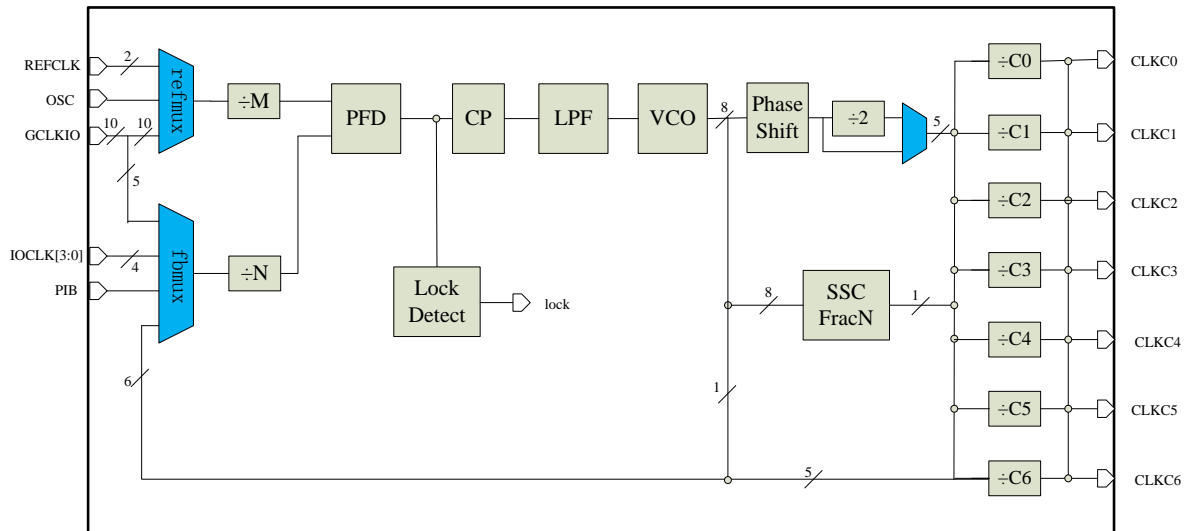 REFCLK
2
OSC
GCLKIO
10
10
5
refmux
÷M
PFD
CP
LPF
VCO
8
Phase
Shift
÷2
5
÷C0
CLKC0
÷C1
CLKC1
÷C2
CLKC2
÷C3
CLKC3
÷C4
CLKC4
÷C5
CLKC5
÷C6
CLKC6
IOCLK[3:0]
4
PIB
fbmux
÷N
Lock
Detect
lock
8
SSC
FracN
1
6
1
5